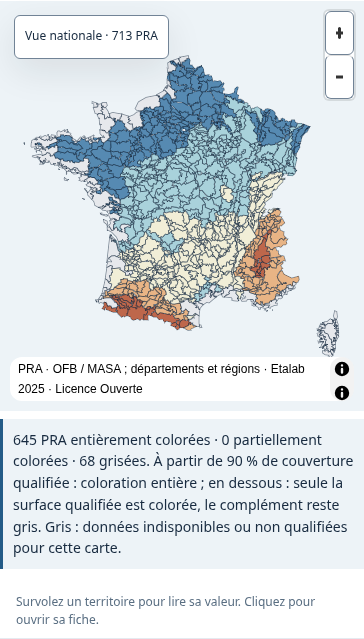 Vue nationale · 713 PRA
+
-
PRA · OFB / MASA ; départements et régions · Etalab
2025 · Licence Ouverte
645 PRA entièrement colorées · 0 partiellement
colorées · 68 grisées. À partir de 90 % de couverture
qualifiée : coloration entière ; en dessous : seule la
surface qualifiée est colorée, le complément reste
gris. Gris : données indisponibles ou non qualifiées
pour cette carte.
Survolez un territoire pour lire sa valeur. Cliquez pour
ouvrir sa fiche.